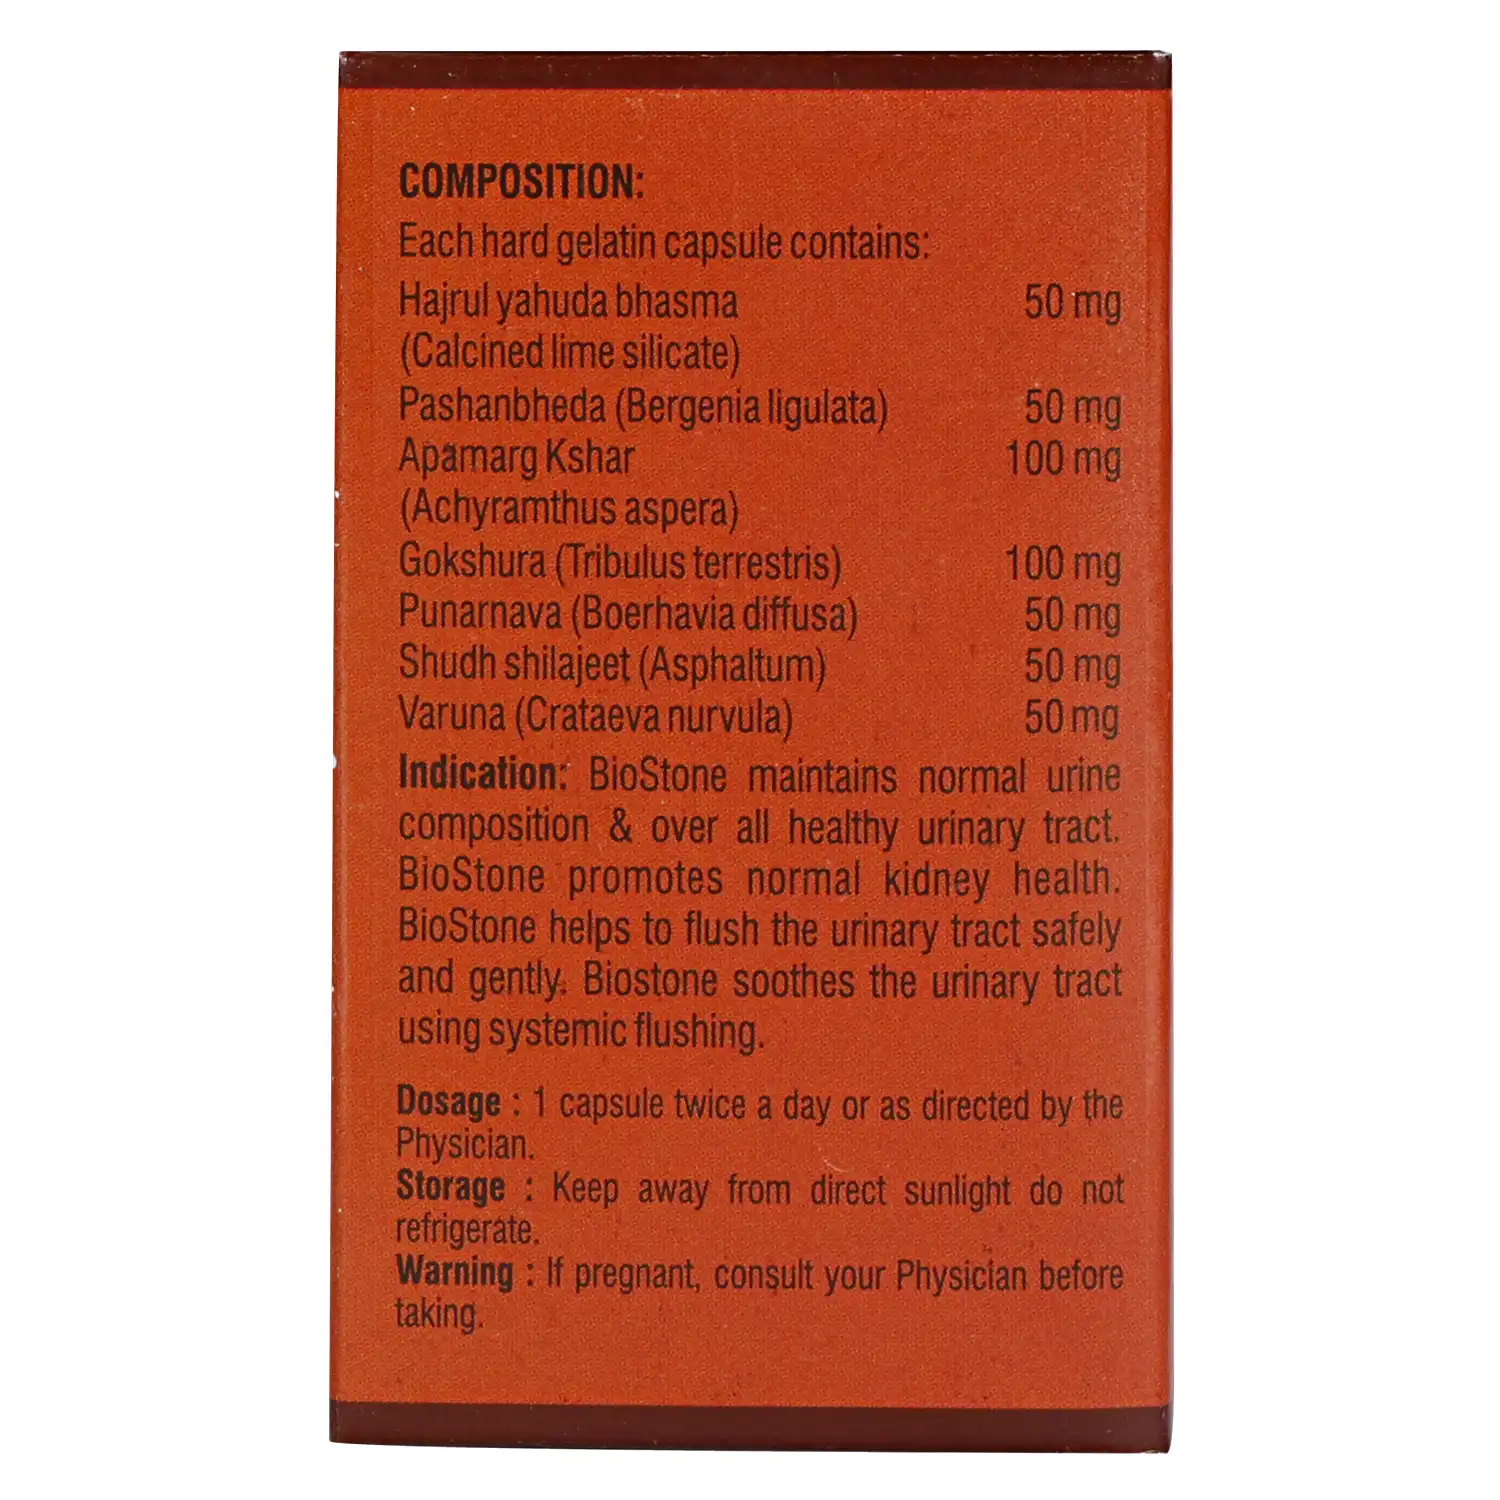 COMPOSITION:
Each hard gelatin capsule contains:
Hajrul yahuda bhasma 50 mg
(Calcined lime silicate)
Pashanbheda (Bergenia ligulata) 50 mg
Apamarg Kshar 100 mg
(Achyramthus aspera)
Gokshura (Tribulus terrestris) 100 mg
Punarnava (Boerhavia diffusa) 50 mg
Shudh shilajeet (Asphaltum) 50 mg
Varuna (Crataeva nurvula) 50 mg
Indication: BioStone maintains normal urine
composition & over all healthy urinary tract.
BioStone promotes normal kidney health.
BioStone helps to flush the urinary tract safely
and gently. Biostone soothes the urinary tract
using systemic flushing.
Dosage : 1 capsule twice a day or as directed by the
Physician.
Storage : Keep away from direct sunlight do not
refrigerate.
Warning : If pregnant, consult your Physician before
taking.